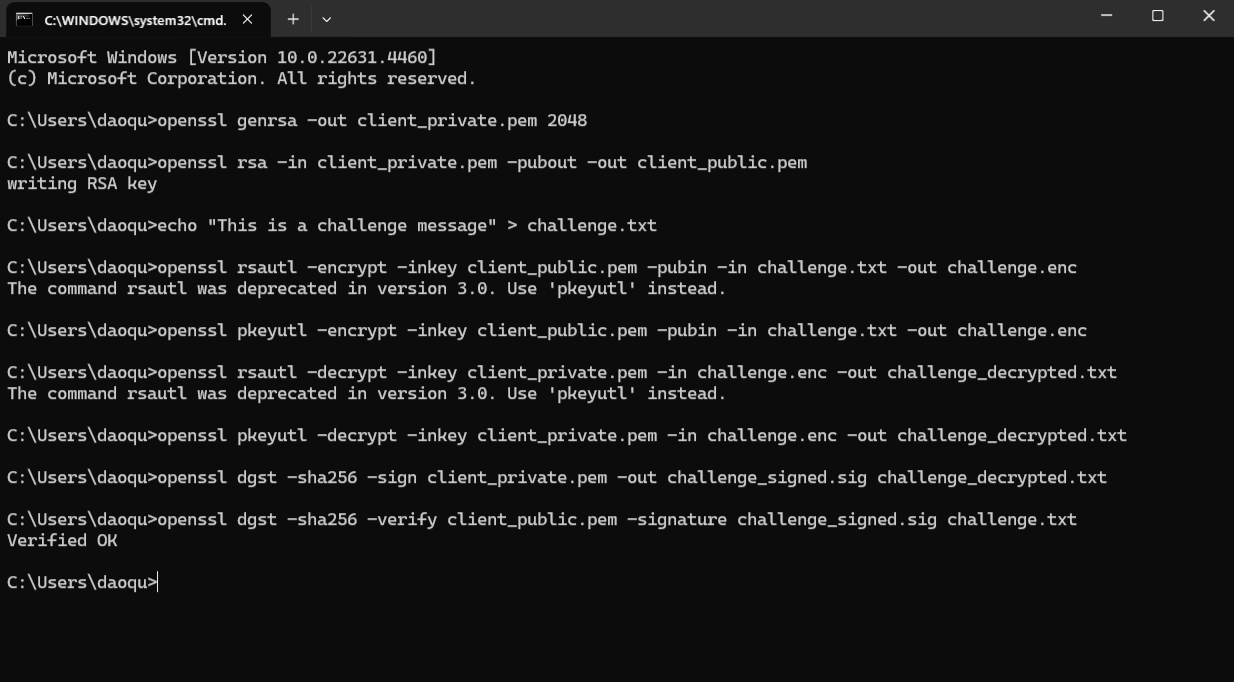 C:\WINDOWS\system32\cmd.
Microsoft Windows [Version 10.0.22631.4460]
(c) Microsoft Corporation. All rights reserved.
C:\Users\daoqu>openssl genrsa -out client_private.pem 2048
C:\Users\daoqu>openssl rsa -in client_private.pem -pubout -out client_public.pem
writing RSA key
C:\Users\daoqu>echo "This is a challenge message" > challenge.txt
C:\Users\daoqu>openssl rsautl -encrypt -inkey client_public.pem -pubin -in challenge.txt -out challenge.enc
The command rsautl was deprecated in version 3.0. Use 'pkeyutl' instead.
C:\Users\daoqu>openssl pkeyutl -encrypt -inkey client_public.pem -pubin -in challenge.txt -out challenge.enc
C:\Users\daoqu>openssl rsautl -decrypt -inkey client_private.pem -in challenge.enc -out challenge_decrypted.txt
The command rsautl was deprecated in version 3.0. Use 'pkeyutl' instead.
C:\Users\daoqu>openssl pkeyutl -decrypt -inkey client_private.pem -in challenge.enc -out challenge_decrypted.txt
C:\Users\daoqu>openssl dgst -sha256 -sign client_private.pem -out challenge_signed.sig challenge_decrypted.txt
C:\Users\daoqu>openssl dgst -sha256 -verify client_public.pem -signature challenge_signed.sig challenge.txt
Verified OK
C:\Users\daoqu>